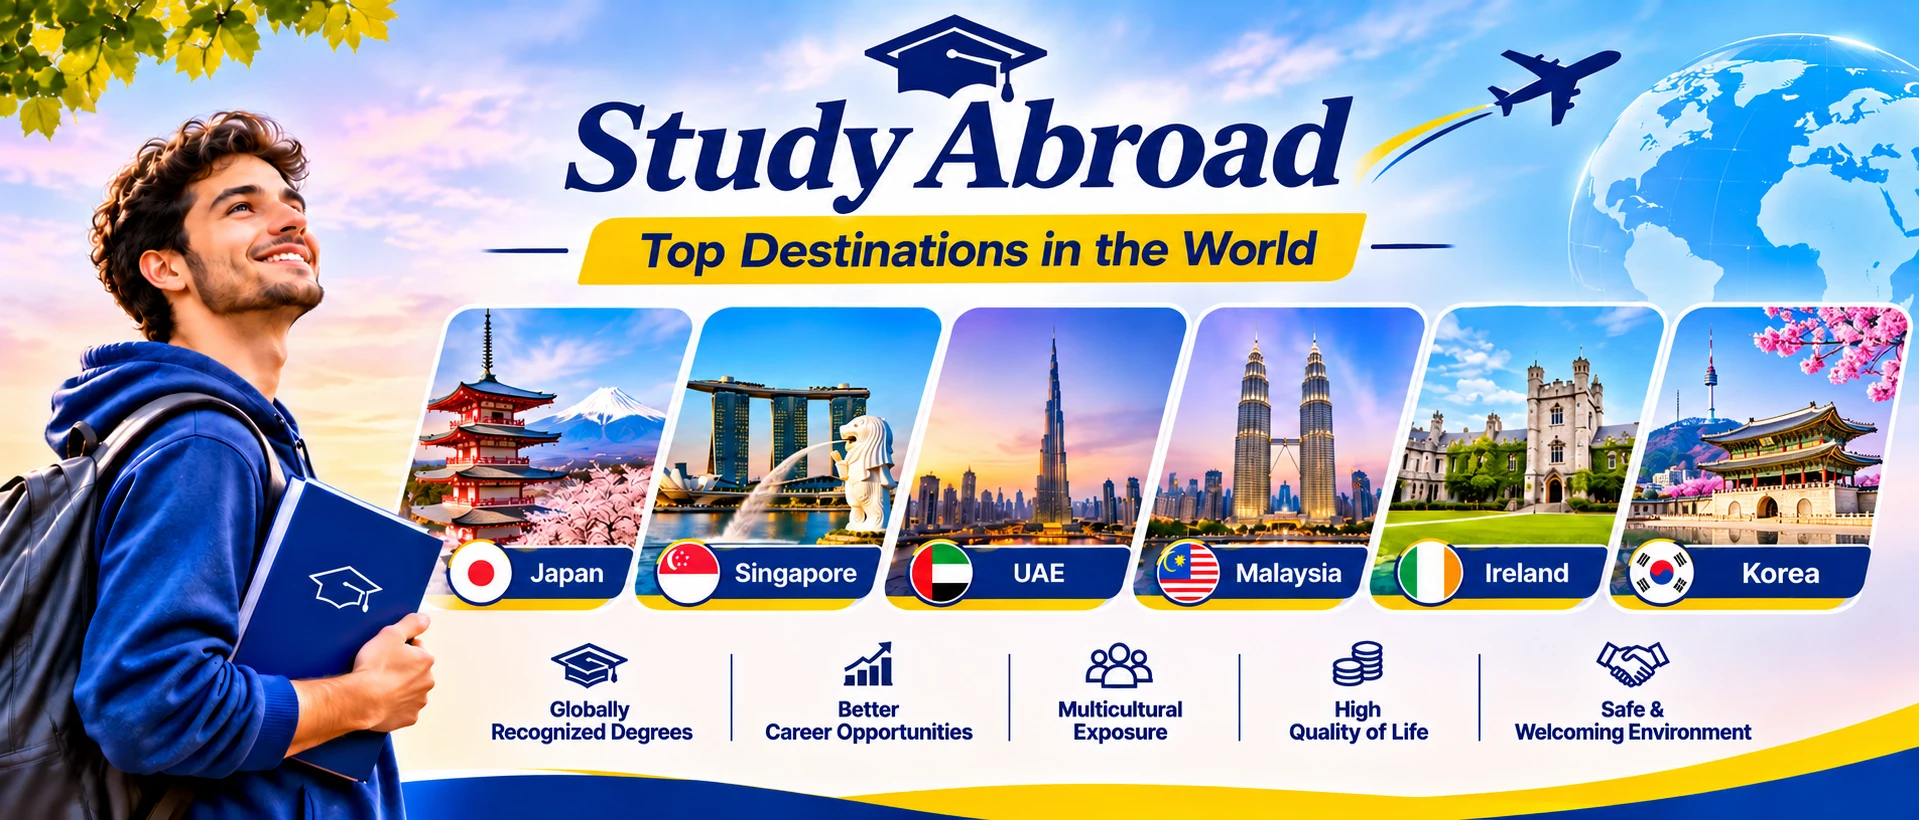 Study Abroad
Top Destinations in the World
Japan
Singapore
UAE
Malaysia
Ireland
Korea
Globally
Recognized Degrees
Better
Career Opportunities
Multicultural
Exposure
High
Quality of Life
Safe &
Welcoming Environment